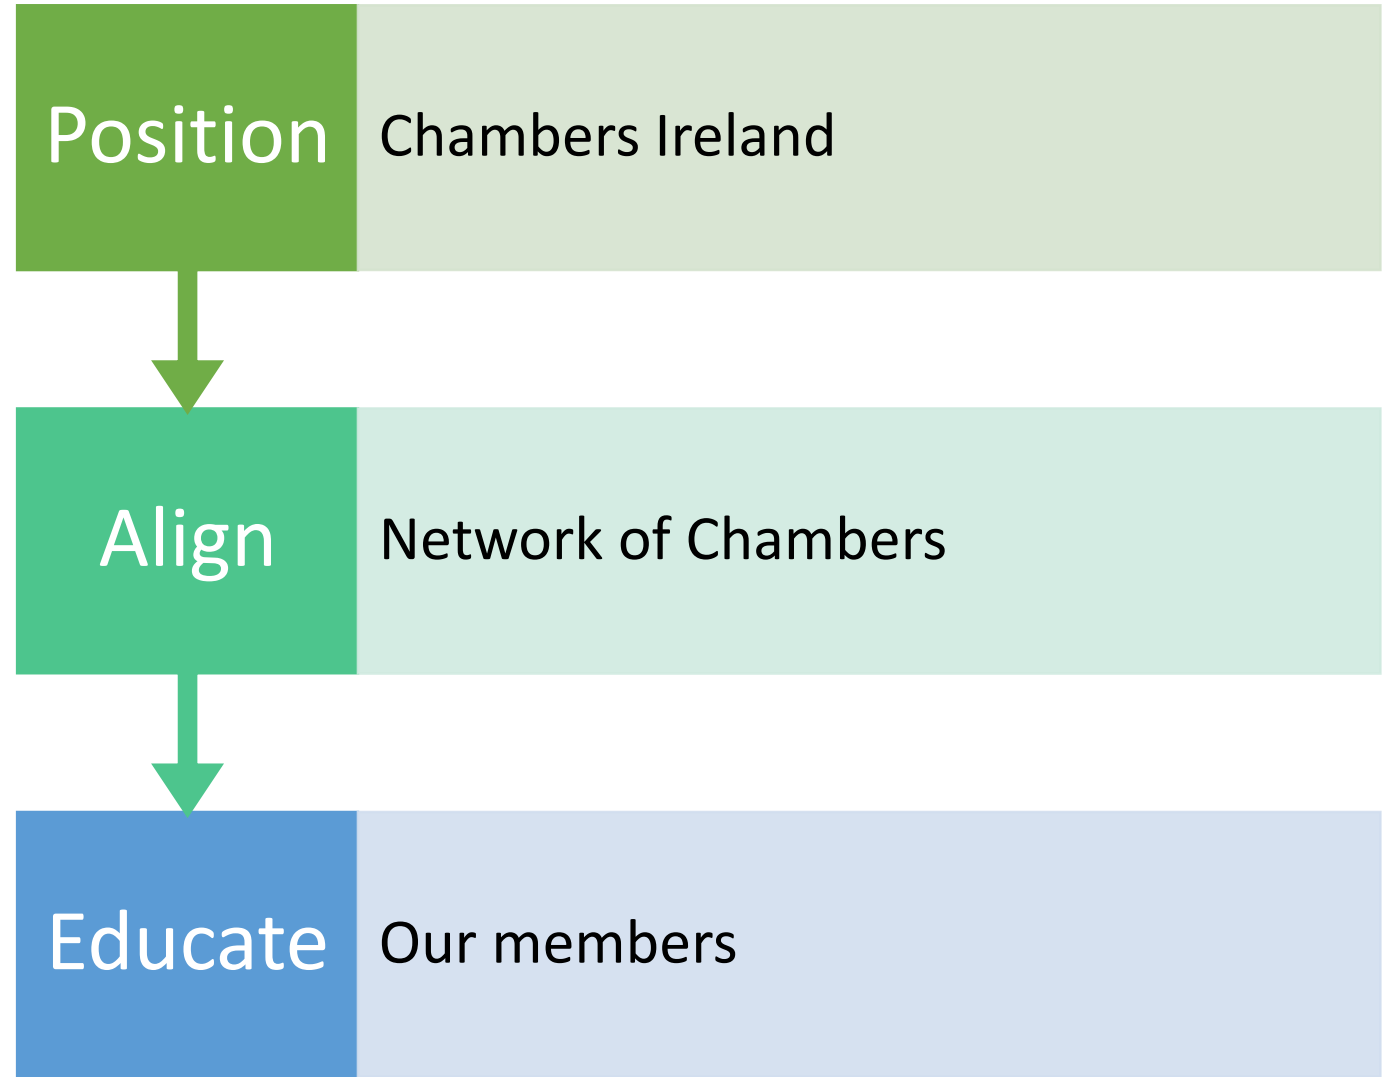 Position
Chambers Ireland
Align
Network of Chambers
Educate
Our members